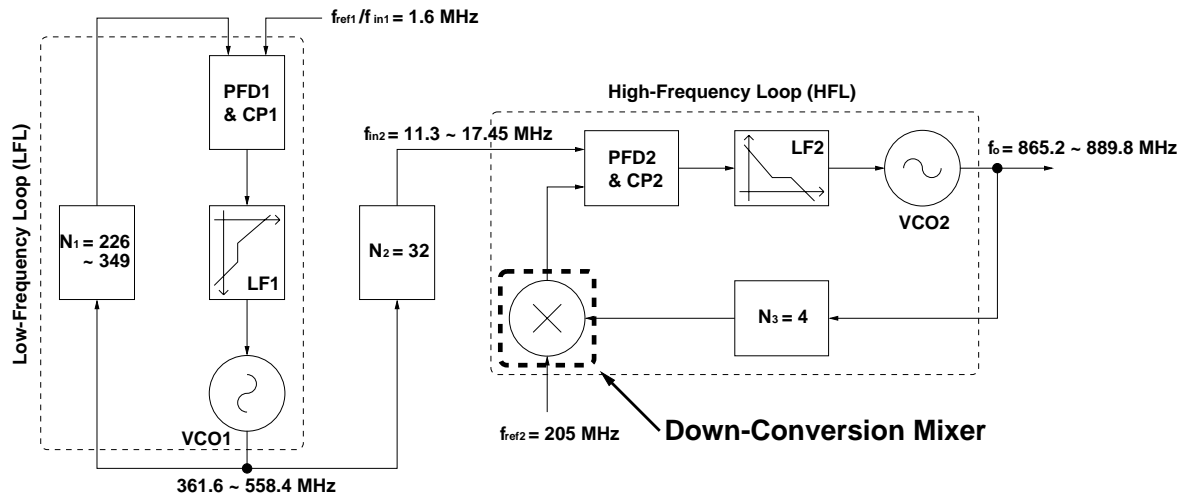 fref1/fin1 = 1.6 MHz
Low-Frequency Loop (LFL)
PFD1
& CP1
N1 = 226
~ 349
LF1
VCO1
361.6 ~ 558.4 MHz
fin2 = 11.3 ~ 17.45 MHz
N2 = 32
High-Frequency Loop (HFL)
PFD2
& CP2
LF2
VCO2
fo = 865.2 ~ 889.8 MHz
N3 = 4
fref2 = 205 MHz
Down-Conversion Mixer